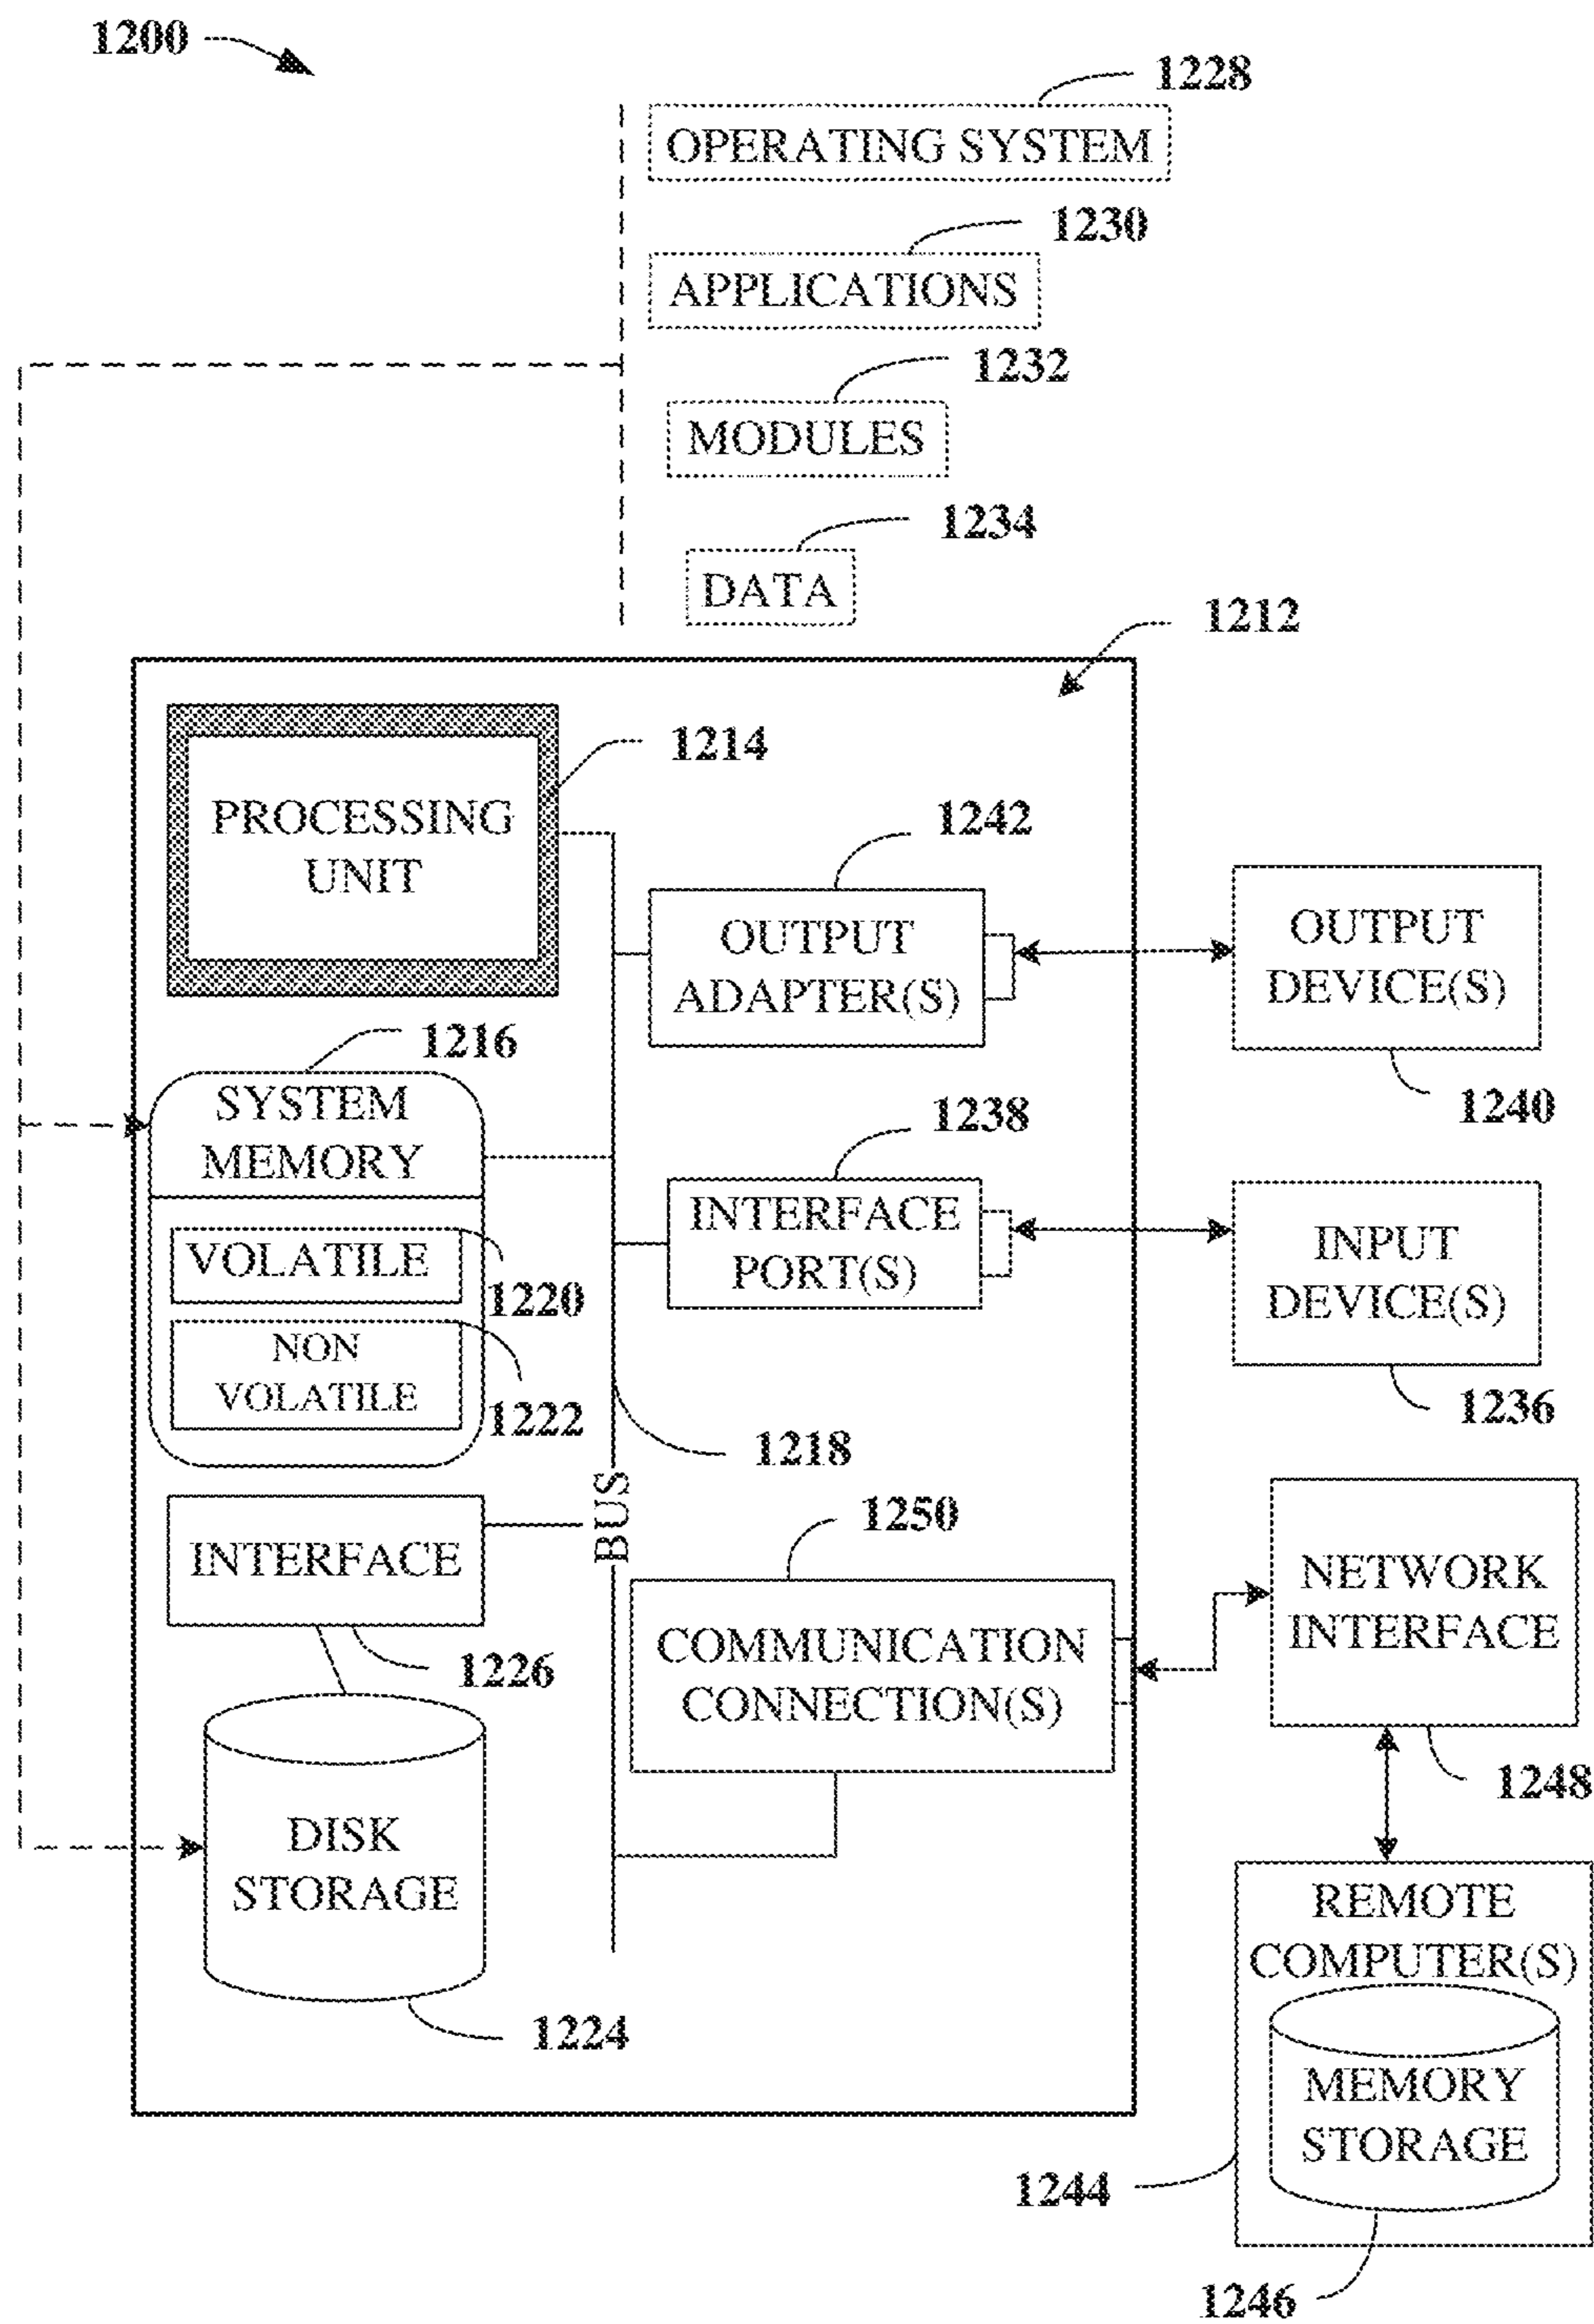 1200
1228
OPERATING SYSTEM
1230
APPLICATIONS
1232
MODULES
1234
DATA
1212
1214
PROCESSING
UNIT
1242
OUTPUT
ADAPTER(S)
OUTPUT
DEVICE(S)
1240
1216
SYSTEM
MEMORY
VOLATILE
1220
NON
VOLATILE
1222
1238
INTERFACE
PORT(S)
INPUT
DEVICE(S)
1236
1218
BUS
INTERFACE
1226
1250
COMMUNICATION
CONNECTION(S)
NETWORK
INTERFACE
1248
DISK
STORAGE
1224
REMOTE
COMPUTER(S)
MEMORY
STORAGE
1244
1246